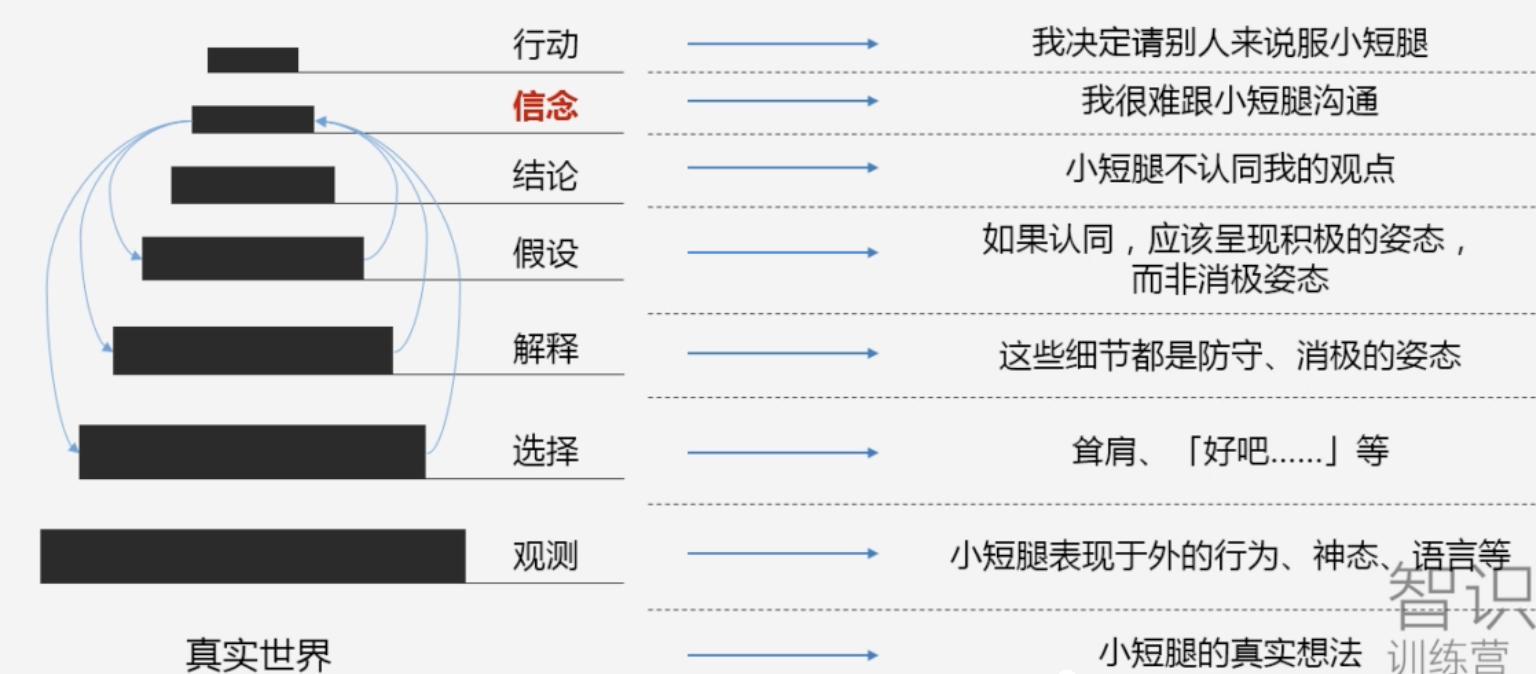 行动
我决定请别人来说服小短腿
信念
我很难跟小短腿沟通
结论
小短腿不认同我的观点
假设
如果认同，应该呈现积极的姿态，
而非消极姿态
解释
这些细节都是防守、消极的姿态
选择
耸肩、「好吧……」等
观测
小短腿表现于外的行为、神态、语言等
真实世界
小短腿的真实想法
智识
训练营